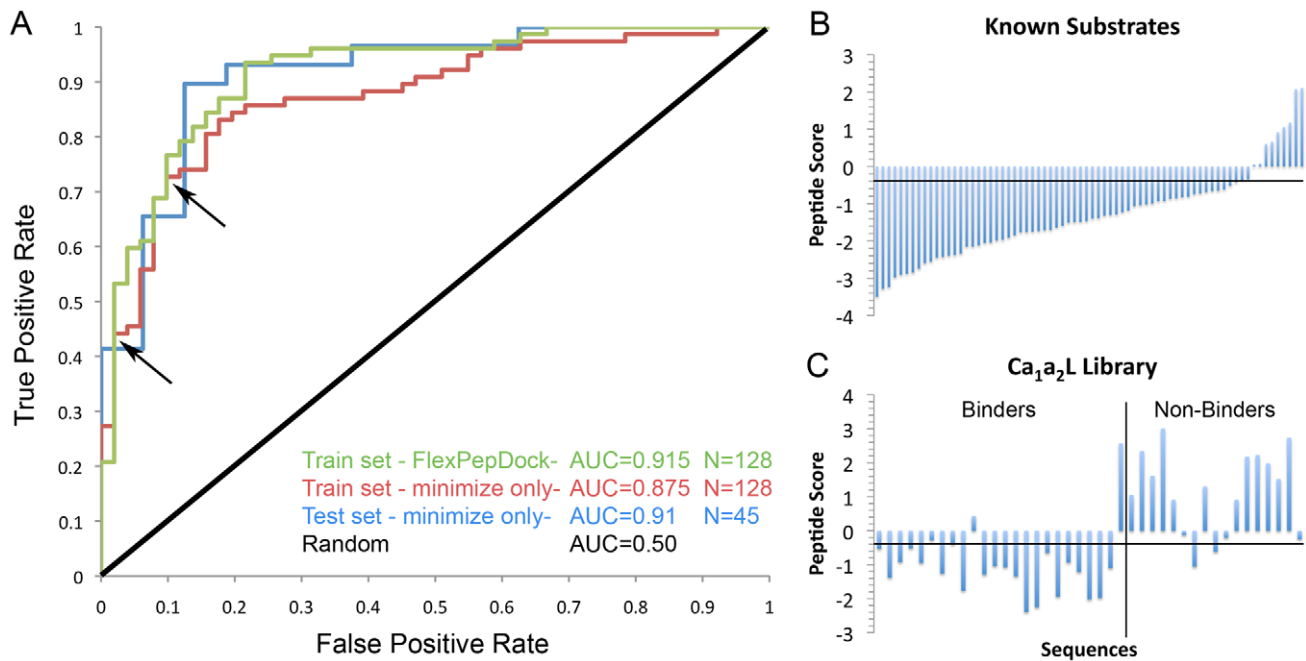 A
1
0.9
0.8
0.7
0.6
0.5
0.4
0.3
0.2
0.1
0
True Positive Rate
0 0.1 0.2 0.3 0.4 0.5 0.6 0.7 0.8 0.9 1
False Positive Rate
Train set - FlexPepDock- AUC=0.915 N=128
Train set - minimize only- AUC=0.875 N=128
Test set - minimize only- AUC=0.91 N=45
Random AUC=0.50
B
Known Substrates
3
2
1
0
-1
-2
-3
-4
Peptide Score
C
Ca₁a₂L Library
Binders Non-Binders
4
3
2
1
0
-1
-2
-3
Peptide Score
Sequences